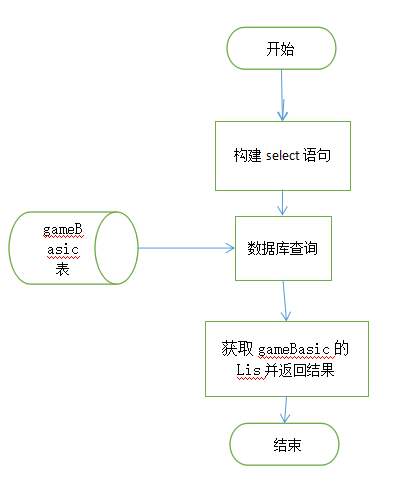 开始
构建 select 语句
gameB
asic
表
数据库查询
获取 gameBasic 的
Lis 并返回结果
结束